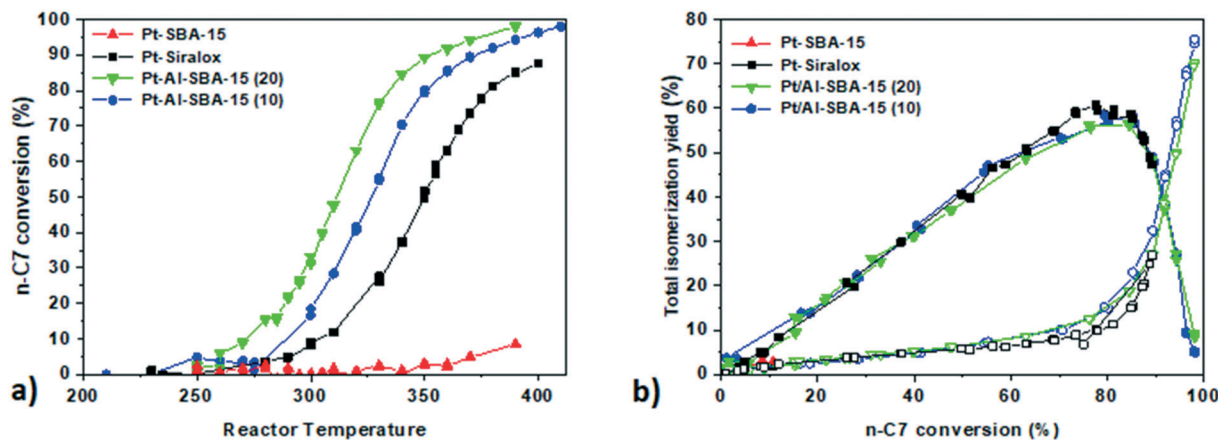 100
90
80
70
60
50
40
30
20
10
0
n-C7 conversion (%)
Pt-SBA-15
Pt-Siralox
Pt-Al-SBA-15 (20)
Pt-Al-SBA-15 (10)
200
250
300
350
400
Reactor Temperature
a)
80
70
60
50
40
30
20
10
0
Total isomerization yield (%)
Pt-SBA-15
Pt-Siralox
Pt/Al-SBA-15 (20)
Pt/Al-SBA-15 (10)
0
20
40
60
80
100
n-C7 conversion (%)
b)